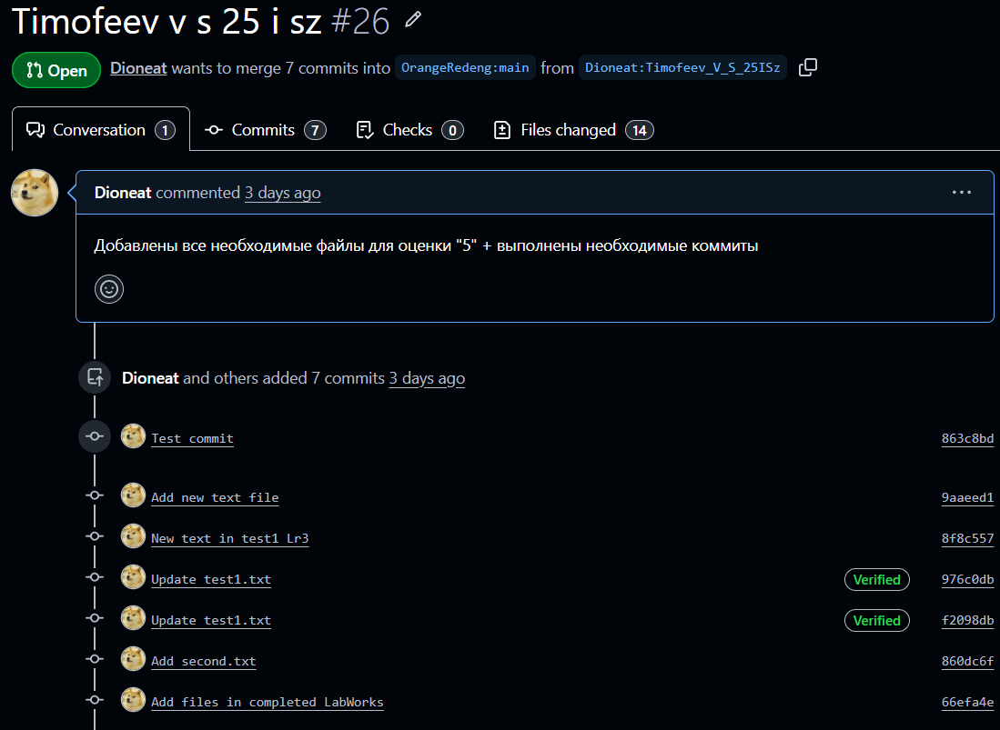 Timofeev v s 25 i sz #26
Open Dioneat wants to merge 7 commits into OrangeRedeng:main from Dioneat:Timofeev_V_S_25ISz
Conversation 1 Commits 7 Checks 0 Files changed 14
Dioneat commented 3 days ago
Добавлены все необходимые файлы для оценки "5" + выполнены необходимые коммиты
Dioneat and others added 7 commits 3 days ago
Test commit 863c8bd
Add new text file 9aaeed1
New text in test1 Lr3 8f8c557
Update test1.txt Verified 976c0db
Update test1.txt Verified f2098db
Add second.txt 860dc6f
Add files in completed LabWorks 66efa4e